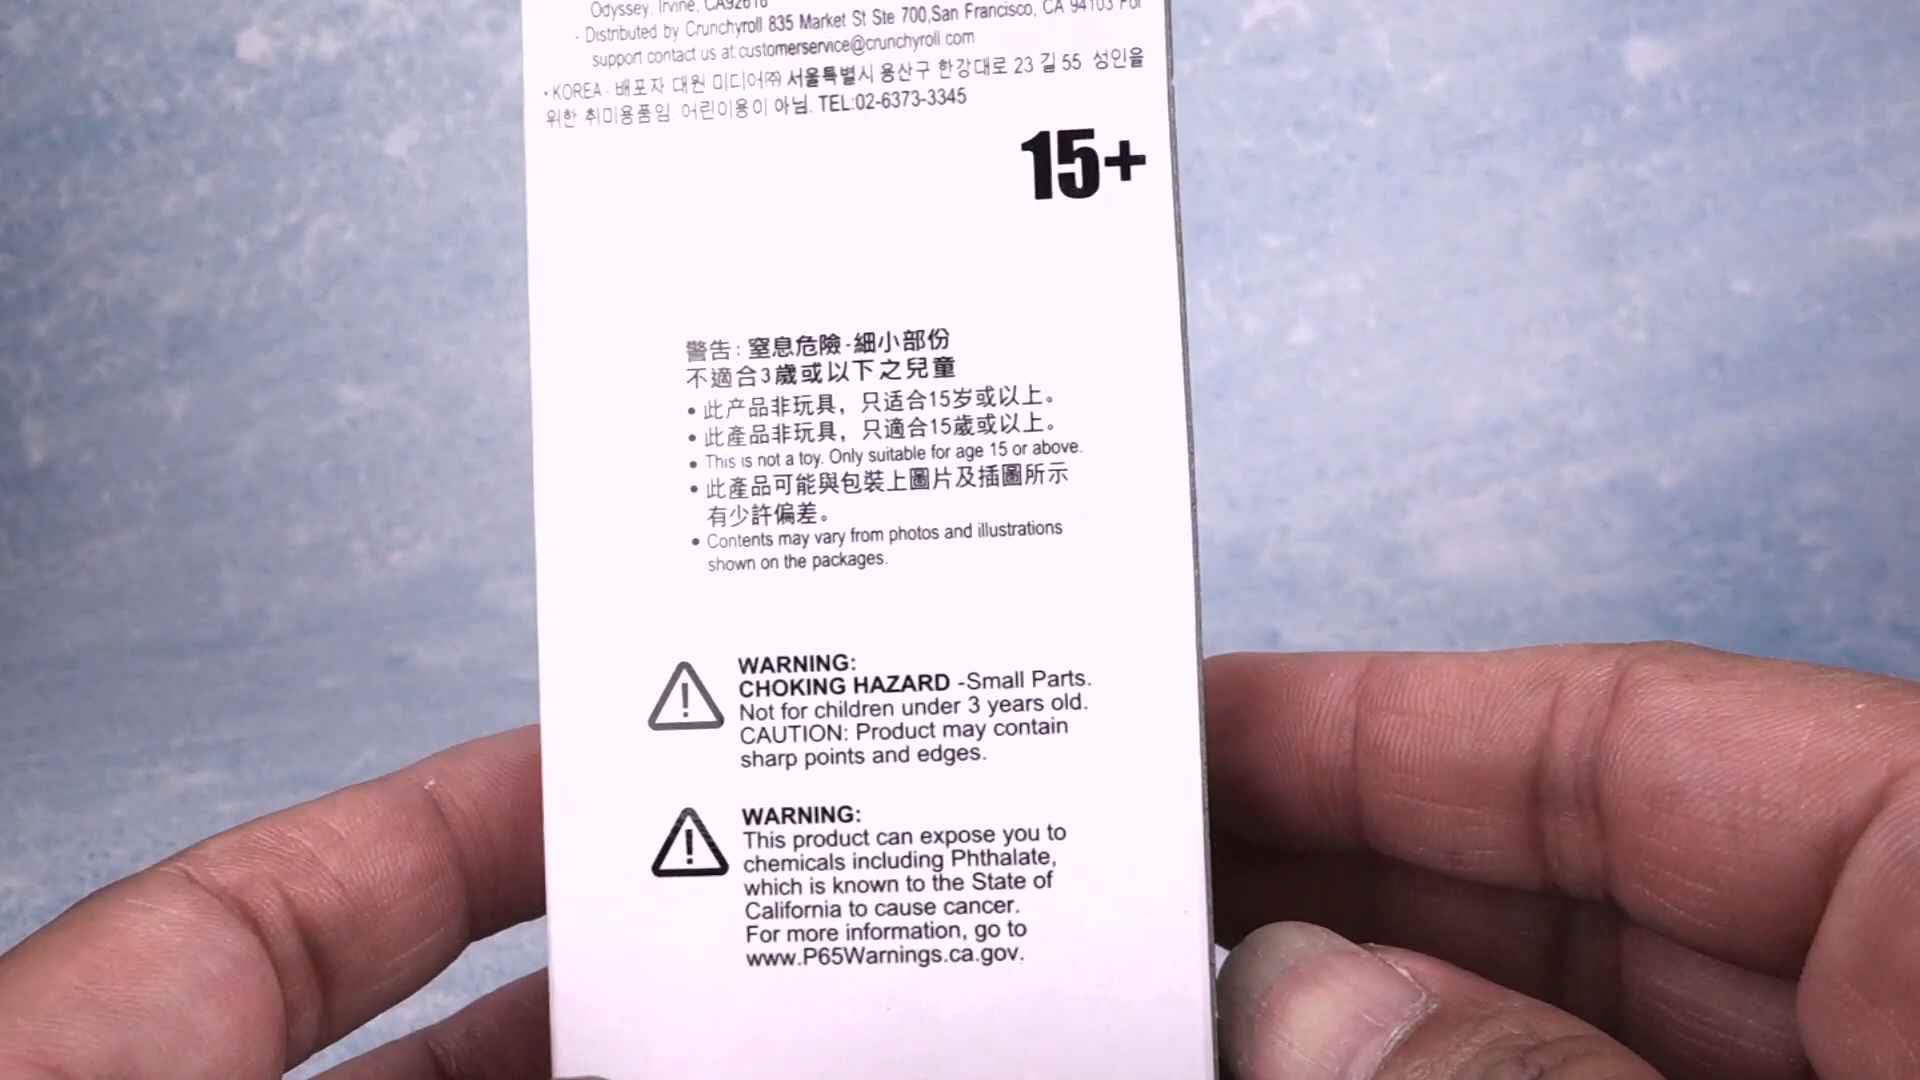 Odyssey, Irvine, CA92618
- Distributed by Crunchyroll 835 Market St Ste 700,San Francisco, CA 94103 For
support contact us at:customerservice@crunchyroll.com
• KOREA - 배포자:대원 미디어㈜ 서울특별시 용산구 한강대로 23 길 55 성인을
위한 취미용품임. 어린이용이 아님. TEL:02-6373-3345
15+
警告: 窒息危險-細小部份
不適合3歲或以下之兒童
• 此产品非玩具，只适合15岁或以上。
• 此產品非玩具，只適合15歲或以上。
• This is not a toy. Only suitable for age 15 or above.
• 此產品可能與包裝上圖片及插圖所示
有少許偏差。
• Contents may vary from photos and illustrations
shown on the packages.
WARNING:
CHOKING HAZARD -Small Parts.
Not for children under 3 years old.
CAUTION: Product may contain
sharp points and edges.
WARNING:
This product can expose you to
chemicals including Phthalate,
which is known to the State of
California to cause cancer.
For more information, go to
www.P65Warnings.ca.gov.